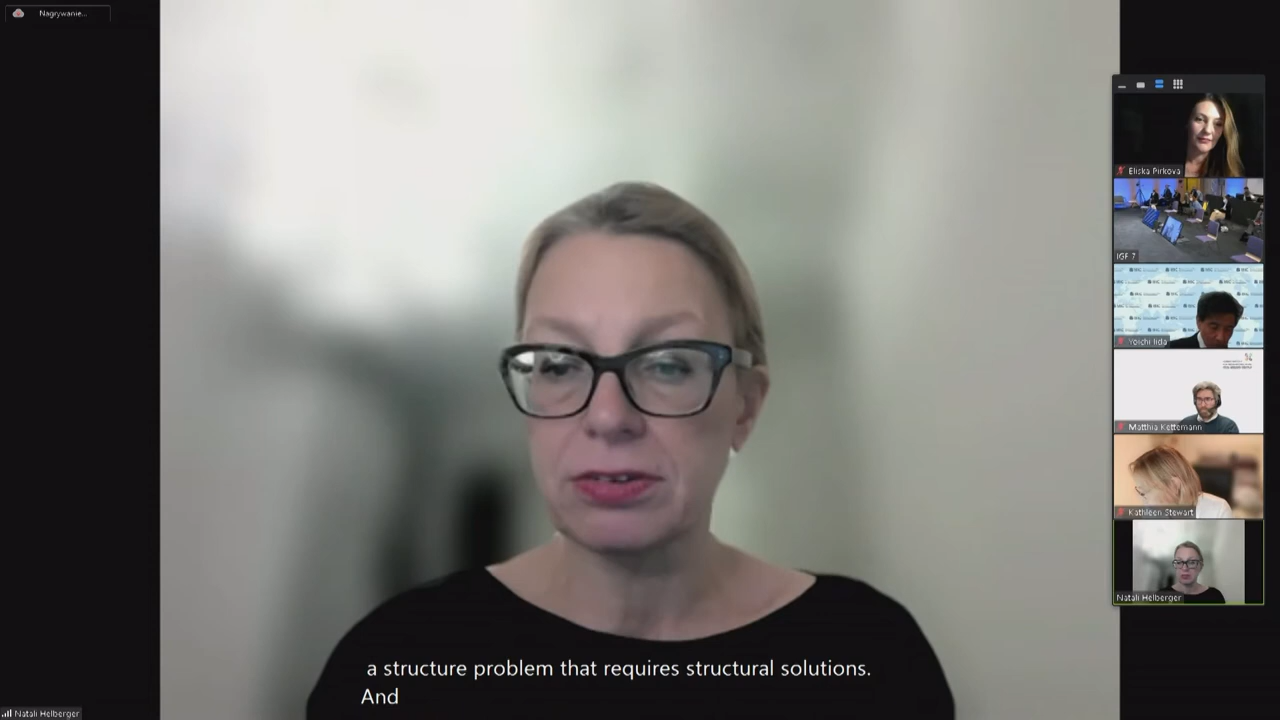 Nagrywanie...
Eliska Pirkova
IGF 7
Yoichi Iida
Matthia Kettemann
Kathleen Stewart
Natali Helberger
a structure problem that requires structural solutions.
And
Natali Helberger